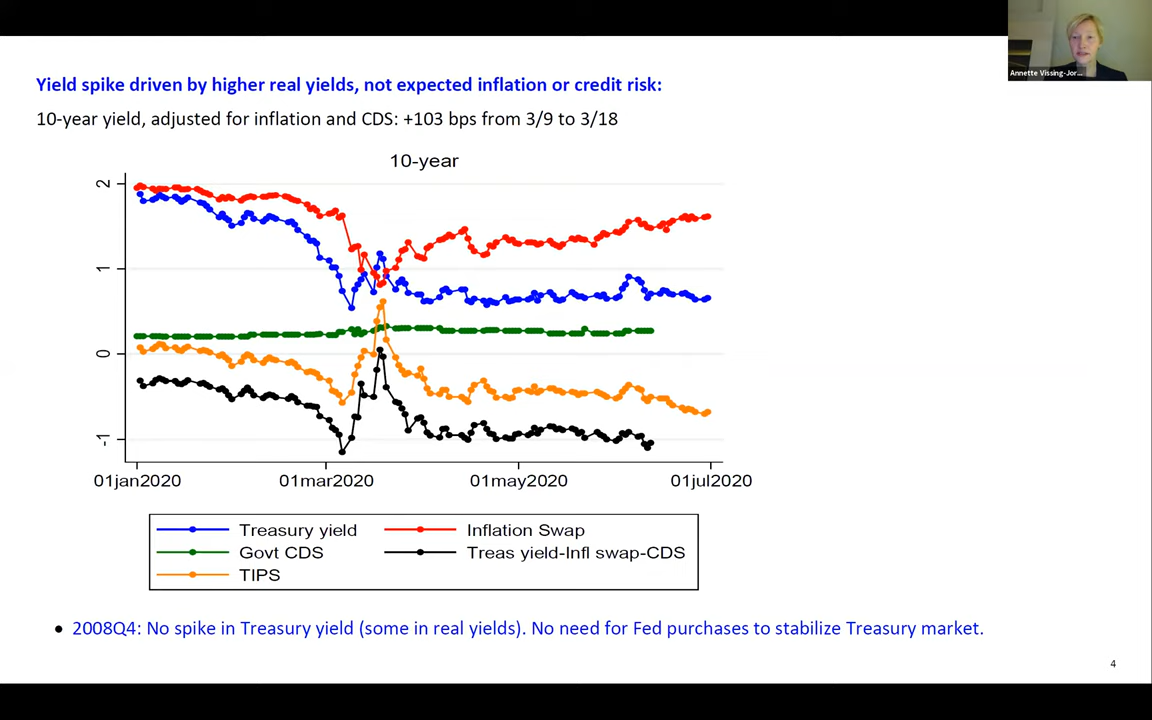 Annette Vissing-Jor...
Yield spike driven by higher real yields, not expected inflation or credit risk:
10-year yield, adjusted for inflation and CDS: +103 bps from 3/9 to 3/18
10-year
2
1
0
-1
01jan2020 01mar2020 01may2020 01jul2020
Treasury yield Inflation Swap
Govt CDS Treas yield-Infl swap-CDS
TIPS
• 2008Q4: No spike in Treasury yield (some in real yields). No need for Fed purchases to stabilize Treasury market.
4